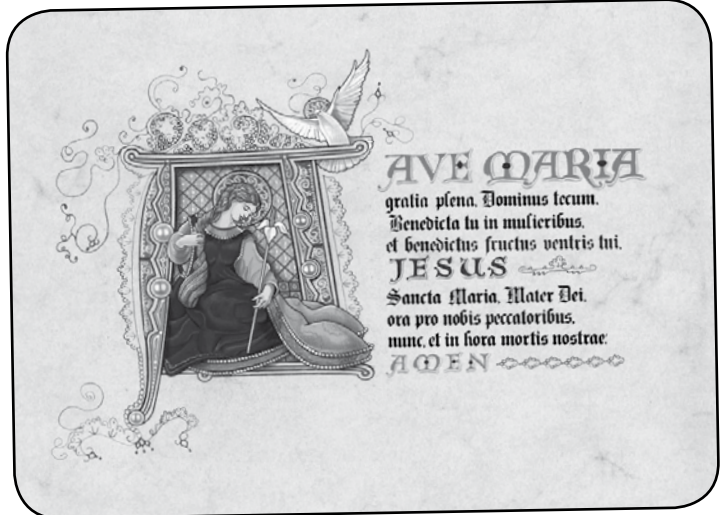 AVE MARIA
gratia plena, Dominus tecum.
Benedicta tu in mulieribus,
et benedictus fructus ventris tui,
JESUS
Sancta Maria, Mater Dei,
ora pro nobis peccatoribus,
nunc, et in hora mortis nostrae.
AMEN